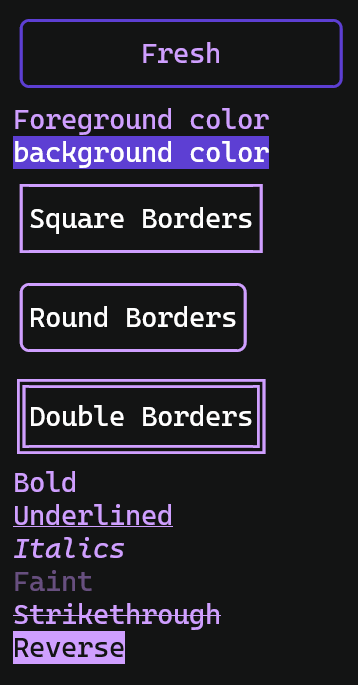 Fresh
Foreground color
background color
Square Borders
Round Borders
Double Borders
Bold
Underlined
Italics
Faint
Strikethrough
Reverse